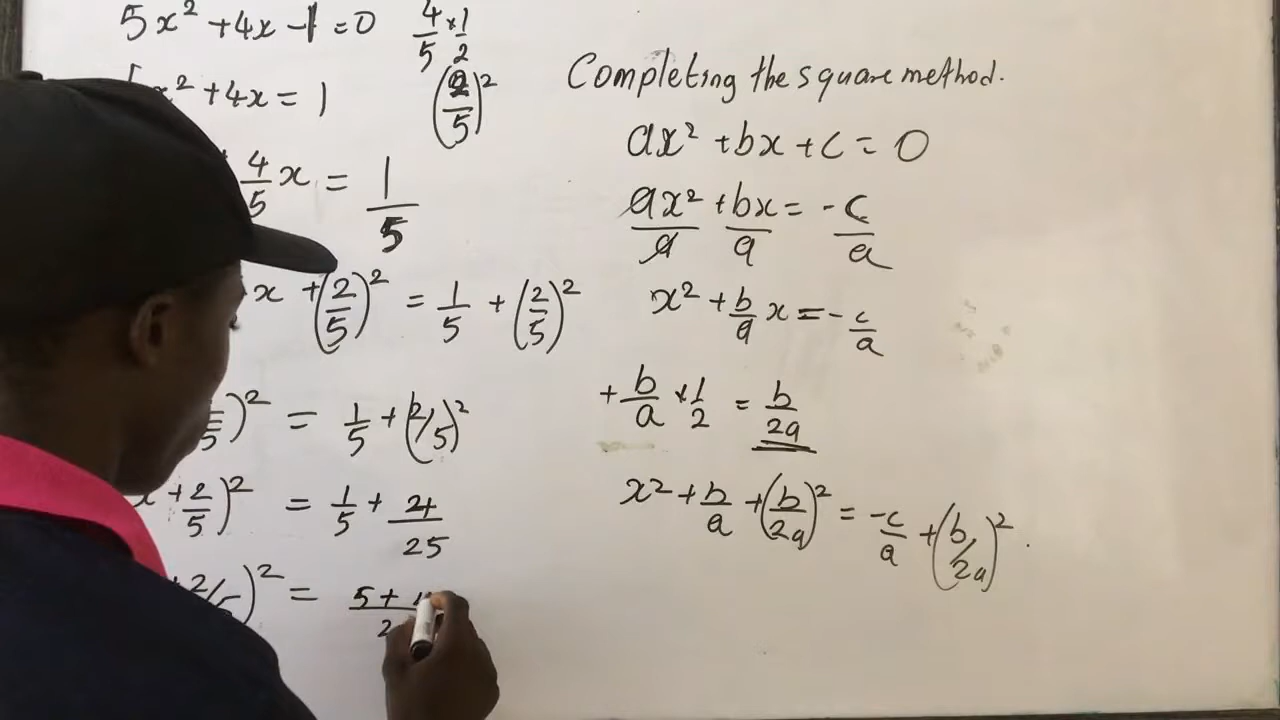 5x² + 4x - 1 = 0
4/5 × 1/2
x² + 4x = 1
(2/5)²
4/5 x = 1/5
x + (2/5)² = 1/5 + (2/5)²
)² = 1/5 + (2/5)²
x + 2/5)² = 1/5 + 4/25
2/5)² = 5 +
Completing the square method.
ax² + bx + c = 0
ax²/a + bx/a = -c/a
x² + b/a x = - c/a
+ b/a × 1/2 = b/2a
x² + b/a + (b/2a)² = -c/a + (b/2a)².